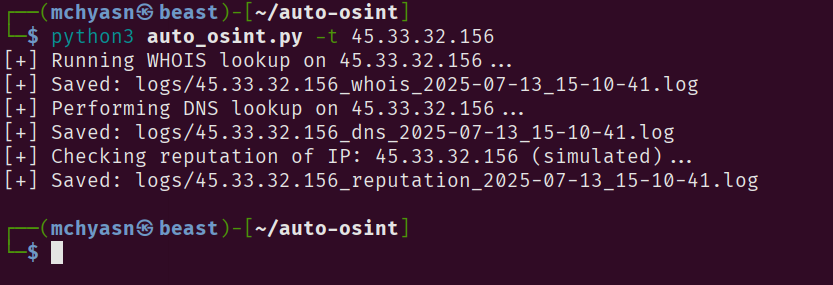 ┌──(mchyasn㉿beast)-[~/auto-osint]
└─$ python3 auto_osint.py -t 45.33.32.156
[+] Running WHOIS lookup on 45.33.32.156...
[+] Saved: logs/45.33.32.156_whois_2025-07-13_15-10-41.log
[+] Performing DNS lookup on 45.33.32.156...
[+] Saved: logs/45.33.32.156_dns_2025-07-13_15-10-41.log
[+] Checking reputation of IP: 45.33.32.156 (simulated)...
[+] Saved: logs/45.33.32.156_reputation_2025-07-13_15-10-41.log
┌──(mchyasn㉿beast)-[~/auto-osint]
└─$